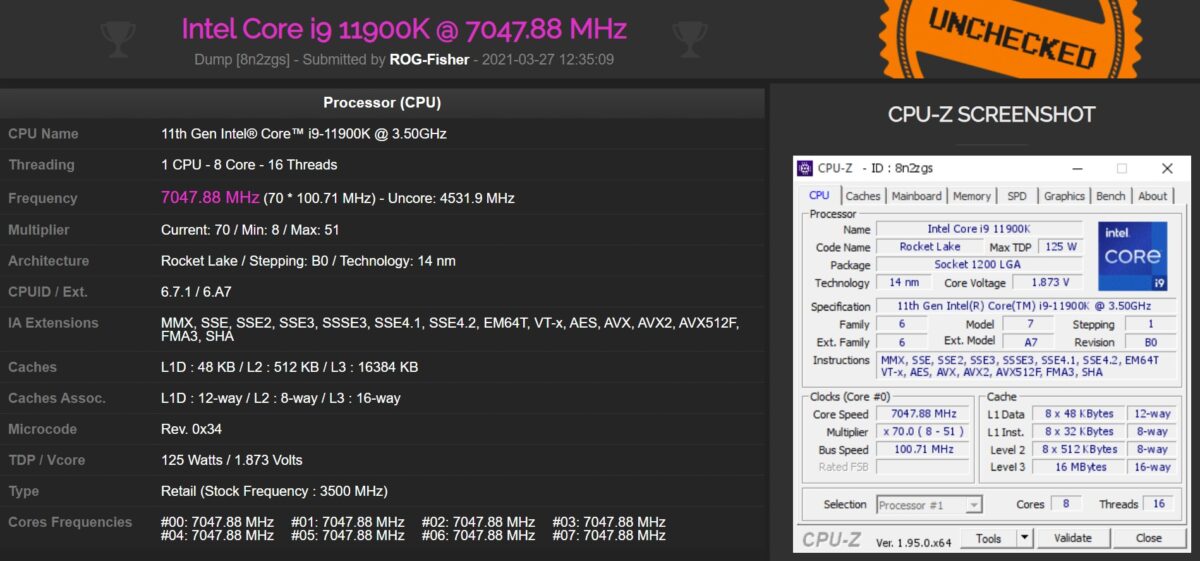 Intel Core i9 11900K @ 7047.88 MHz
Dump [8n2zgs] - Submitted by ROG-Fisher - 2021-03-27 12:35:09
UNCHECKED
Processor (CPU)
CPU Name 11th Gen Intel® Core™ i9-11900K @ 3.50GHz
Threading 1 CPU - 8 Core - 16 Threads
Frequency 7047.88 MHz (70 * 100.71 MHz) - Uncore: 4531.9 MHz
Multiplier Current: 70 / Min: 8 / Max: 51
Architecture Rocket Lake / Stepping: B0 / Technology: 14 nm
CPUID / Ext. 6.7.1 / 6.A7
IA Extensions MMX, SSE, SSE2, SSE3, SSSE3, SSE4.1, SSE4.2, EM64T, VT-x, AES, AVX, AVX2, AVX512F,
FMA3, SHA
Caches L1D : 48 KB / L2 : 512 KB / L3 : 16384 KB
Caches Assoc. L1D : 12-way / L2 : 8-way / L3 : 16-way
Microcode Rev. 0x34
TDP / Vcore 125 Watts / 1.873 Volts
Type Retail (Stock Frequency : 3500 MHz)
Cores Frequencies #00: 7047.88 MHz #01: 7047.88 MHz #02: 7047.88 MHz #03: 7047.88 MHz
#04: 7047.88 MHz #05: 7047.88 MHz #06: 7047.88 MHz #07: 7047.88 MHz
CPU-Z SCREENSHOT
CPU-Z - ID : 8n2zgs
CPU Caches Mainboard Memory SPD Graphics Bench About
Processor
Name Intel Core i9 11900K
Code Name Rocket Lake Max TDP 125 W
Package Socket 1200 LGA
Technology 14 nm Core Voltage 1.873 V
intel
CORE
i9
Specification 11th Gen Intel(R) Core(TM) i9-11900K @ 3.50GHz
Family 6 Model 7 Stepping 1
Ext. Family 6 Ext. Model A7 Revision B0
Instructions MMX, SSE, SSE2, SSE3, SSSE3, SSE4.1, SSE4.2, EM64T
VT-x, AES, AVX, AVX2, AVX512F, FMA3, SHA
Clocks (Core #0)
Core Speed 7047.88 MHz
Multiplier x 70.0 ( 8 - 51 )
Bus Speed 100.71 MHz
Rated FSB
Cache
L1 Data 8 x 48 KBytes 12-way
L1 Inst. 8 x 32 KBytes 8-way
Level 2 8 x 512 KBytes 8-way
Level 3 16 MBytes 16-way
Selection Processor #1 Cores 8 Threads 16
CPU-Z Ver. 1.95.0.x64 Tools Validate Close